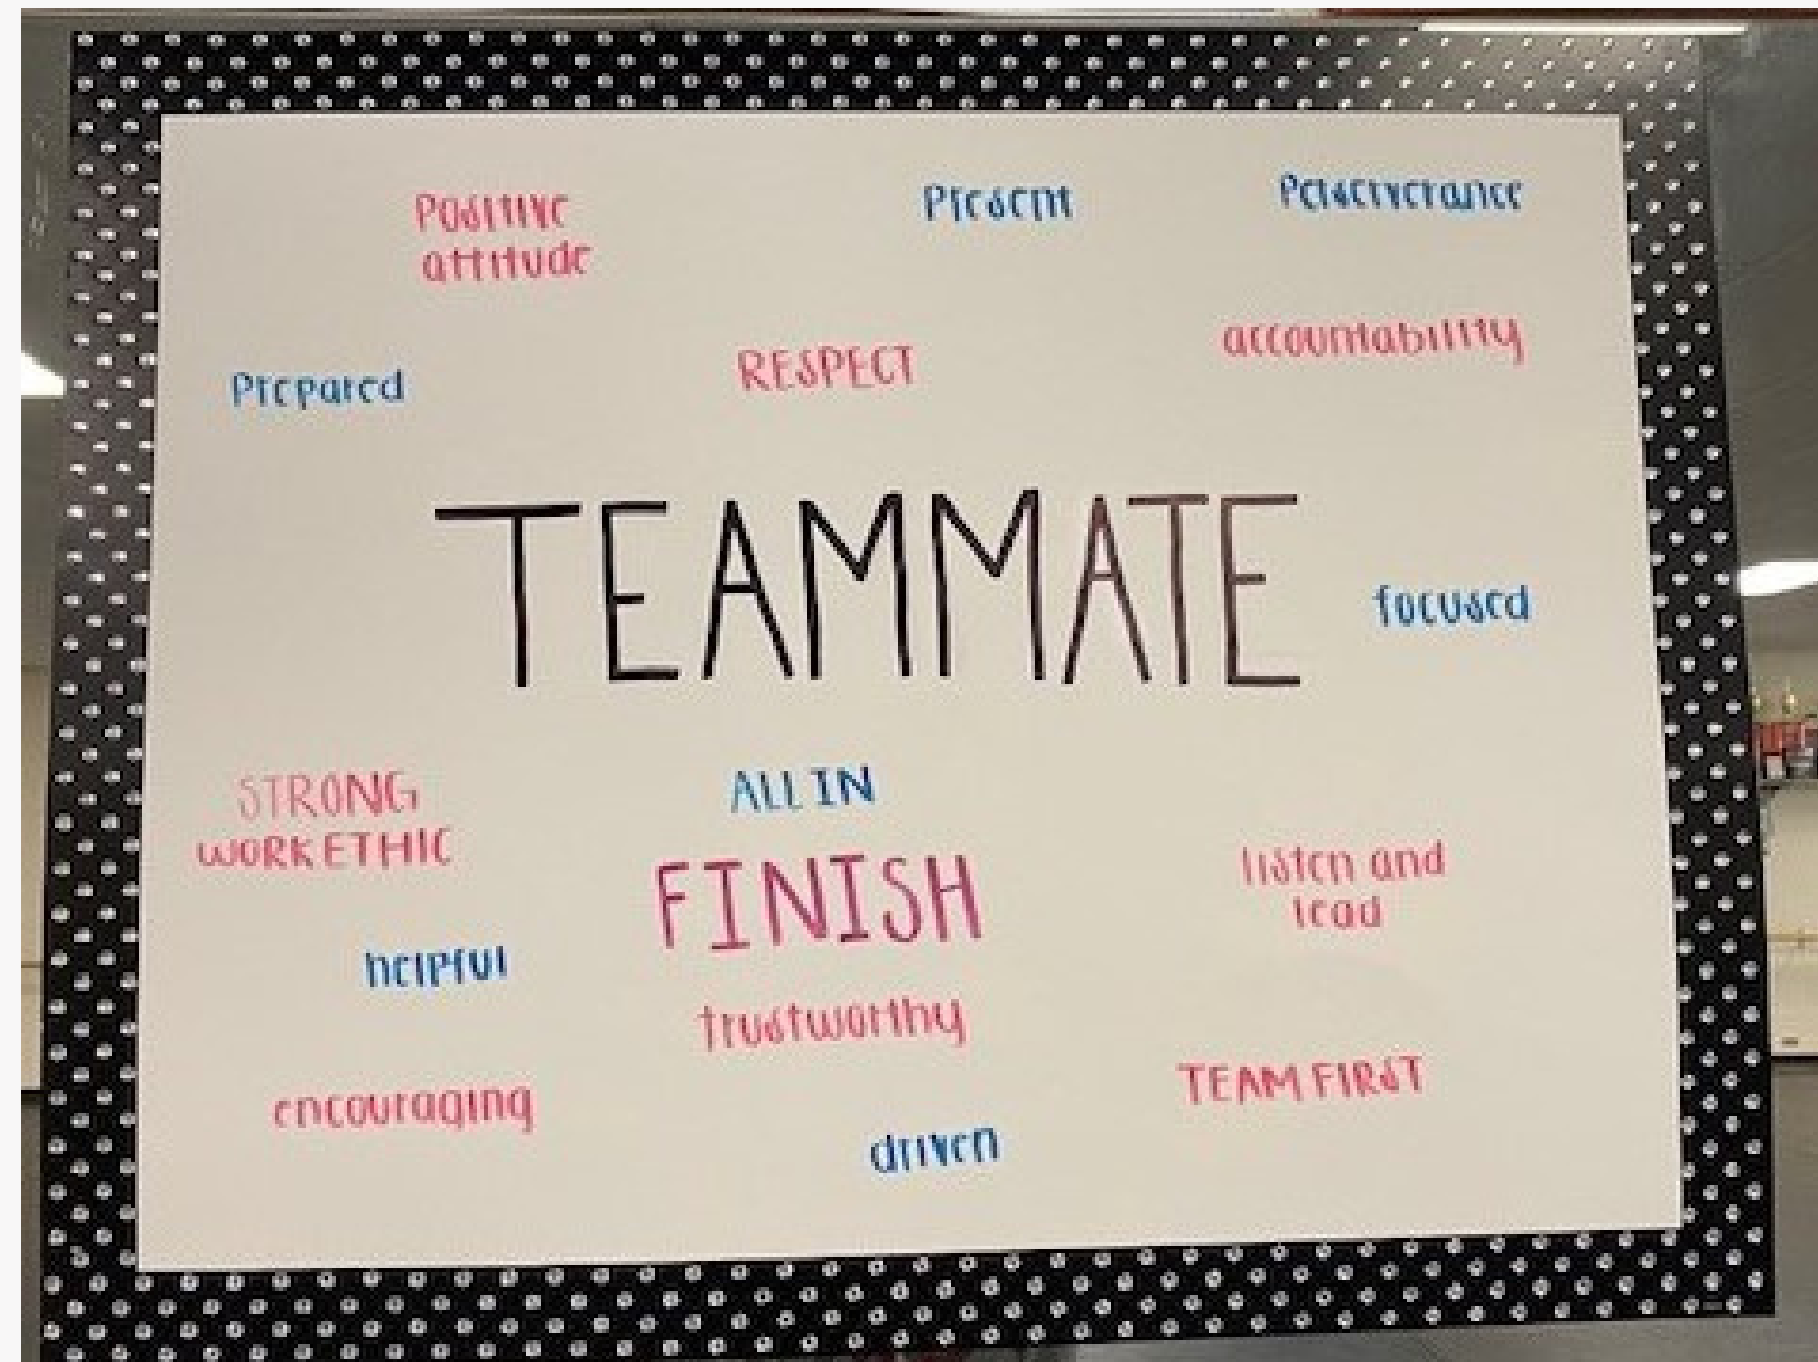 Positive
attitude
Present
Perserverance
Prepared
RESPECT
accountability
TEAMMATE
focused
STRONG
WORK ETHIC
ALL IN
FINISH
listen and
lead
helpful
trustworthy
encouraging
driven
TEAM FIRST